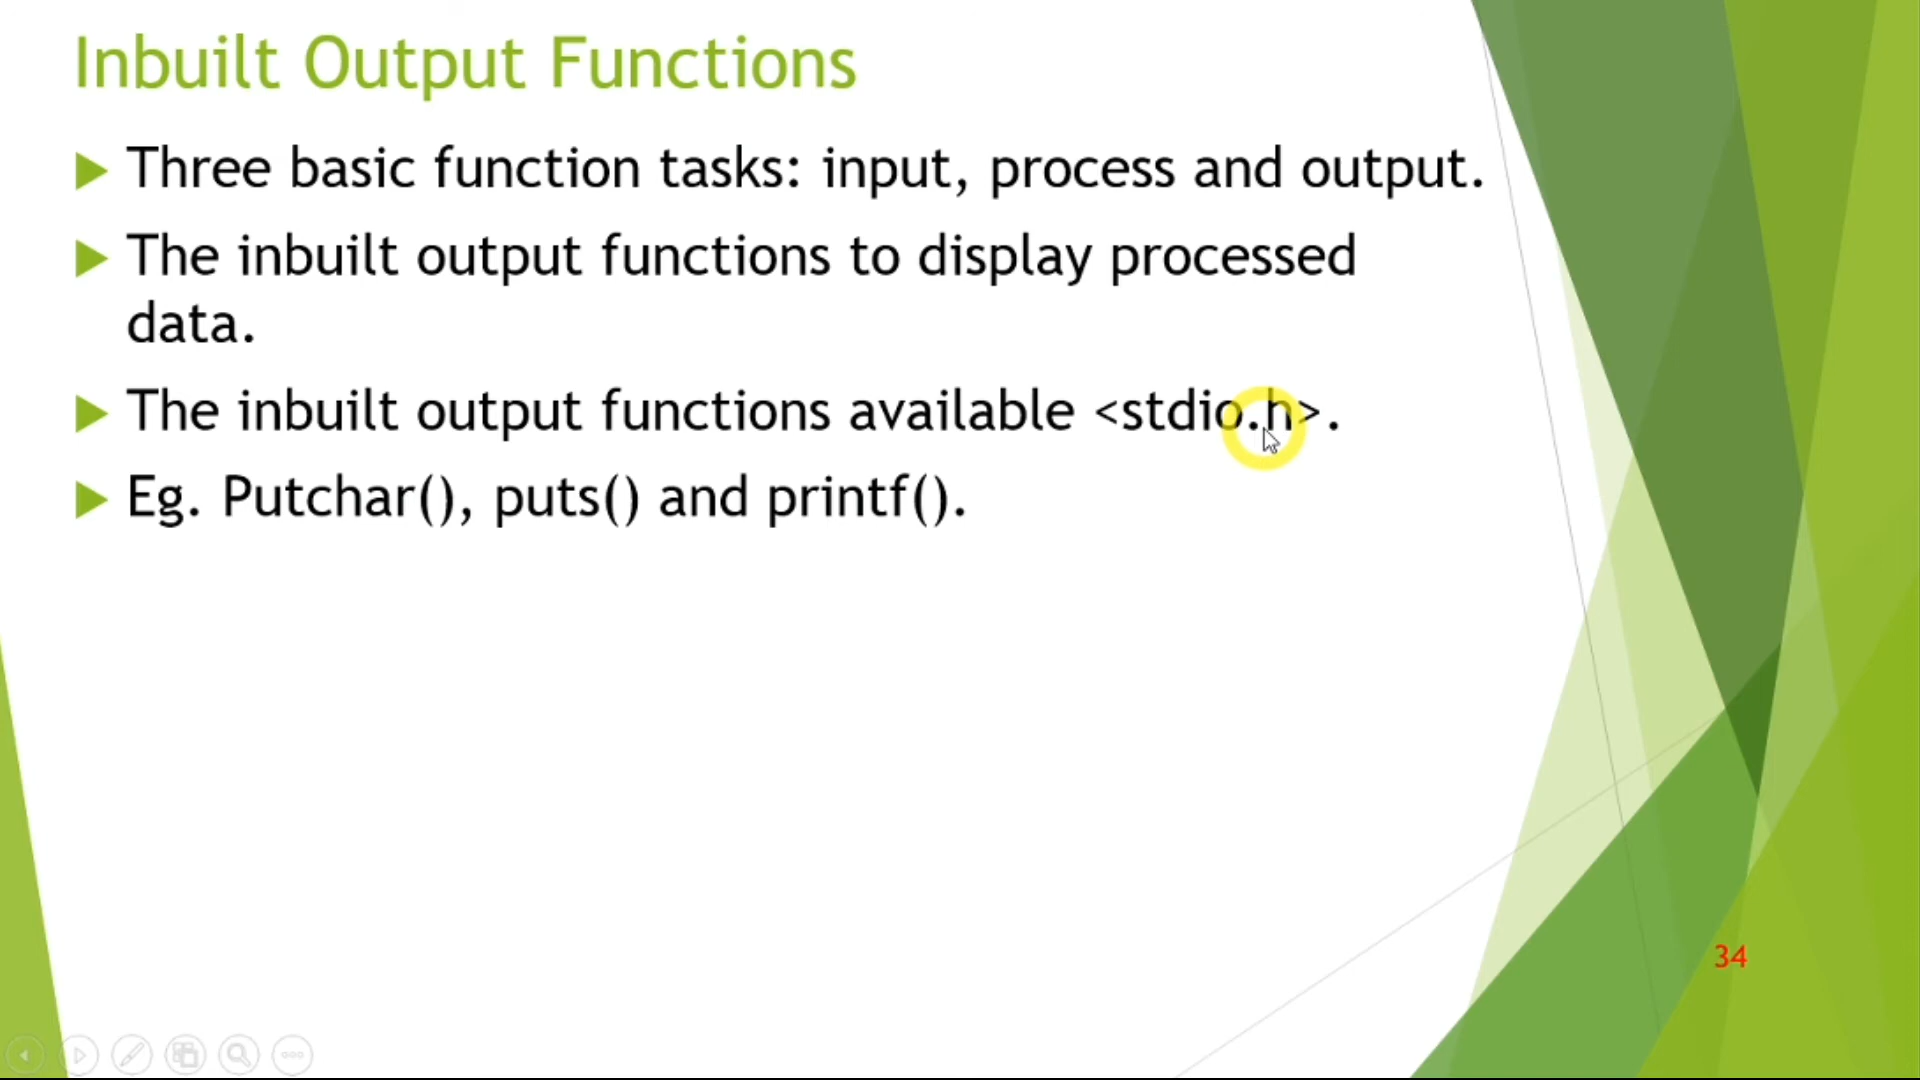 Inbuilt Output Functions
Three basic function tasks: input, process and output.
The inbuilt output functions to display processed
data.
The inbuilt output functions available <stdio.h>.
Eg. Putchar(), puts() and printf().
34